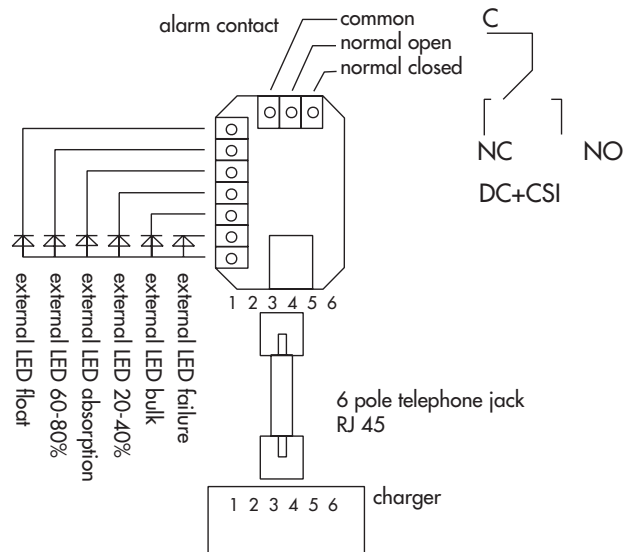 alarm contact
common
normal open
normal closed
C
NC
NO
DC+CSI
1 2 3 4 5 6
external LED float
external LED 60-80%
external LED absorption
external LED 20-40%
external LED bulk
external LED failure
6 pole telephone jack
RJ 45
charger
1 2 3 4 5 6